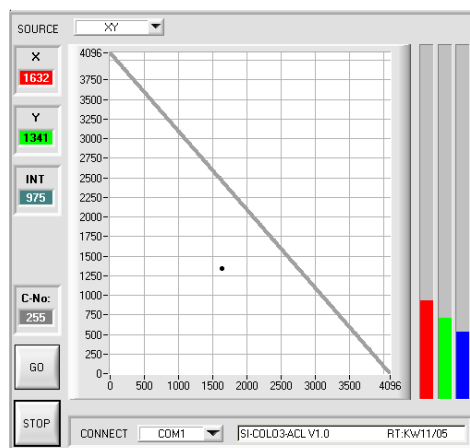 SOURCE XY
X
1632
Y
1341
INT
975
C-No:
255
GO
STOP
4096
3750
3500
3250
3000
2750
2500
2250
2000
1750
1500
1250
1000
750
500
250
0
0 500 1000 1500 2000 2500 3000 3500 4096
CONNECT COM1 SI-COLO3-ACL V1.0 RT:KW11/05